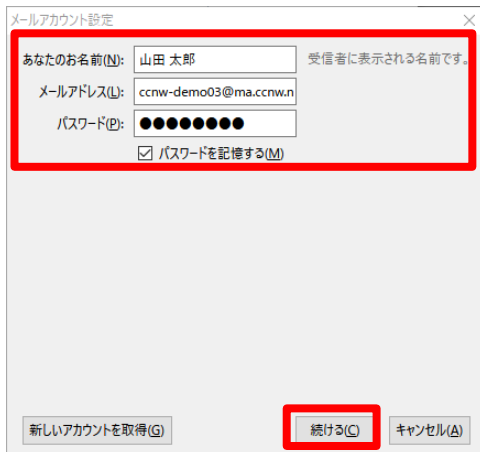 メールアカウント設定
あなたのお名前(N): 山田 太郎 受信者に表示される名前です。
メールアドレス(L): ccnw-demo03@ma.ccnw.n
パスワード(P): ●●●●●●●●
パスワードを記憶する(M)
新しいアカウントを取得(G) 続ける(C) キャンセル(A)